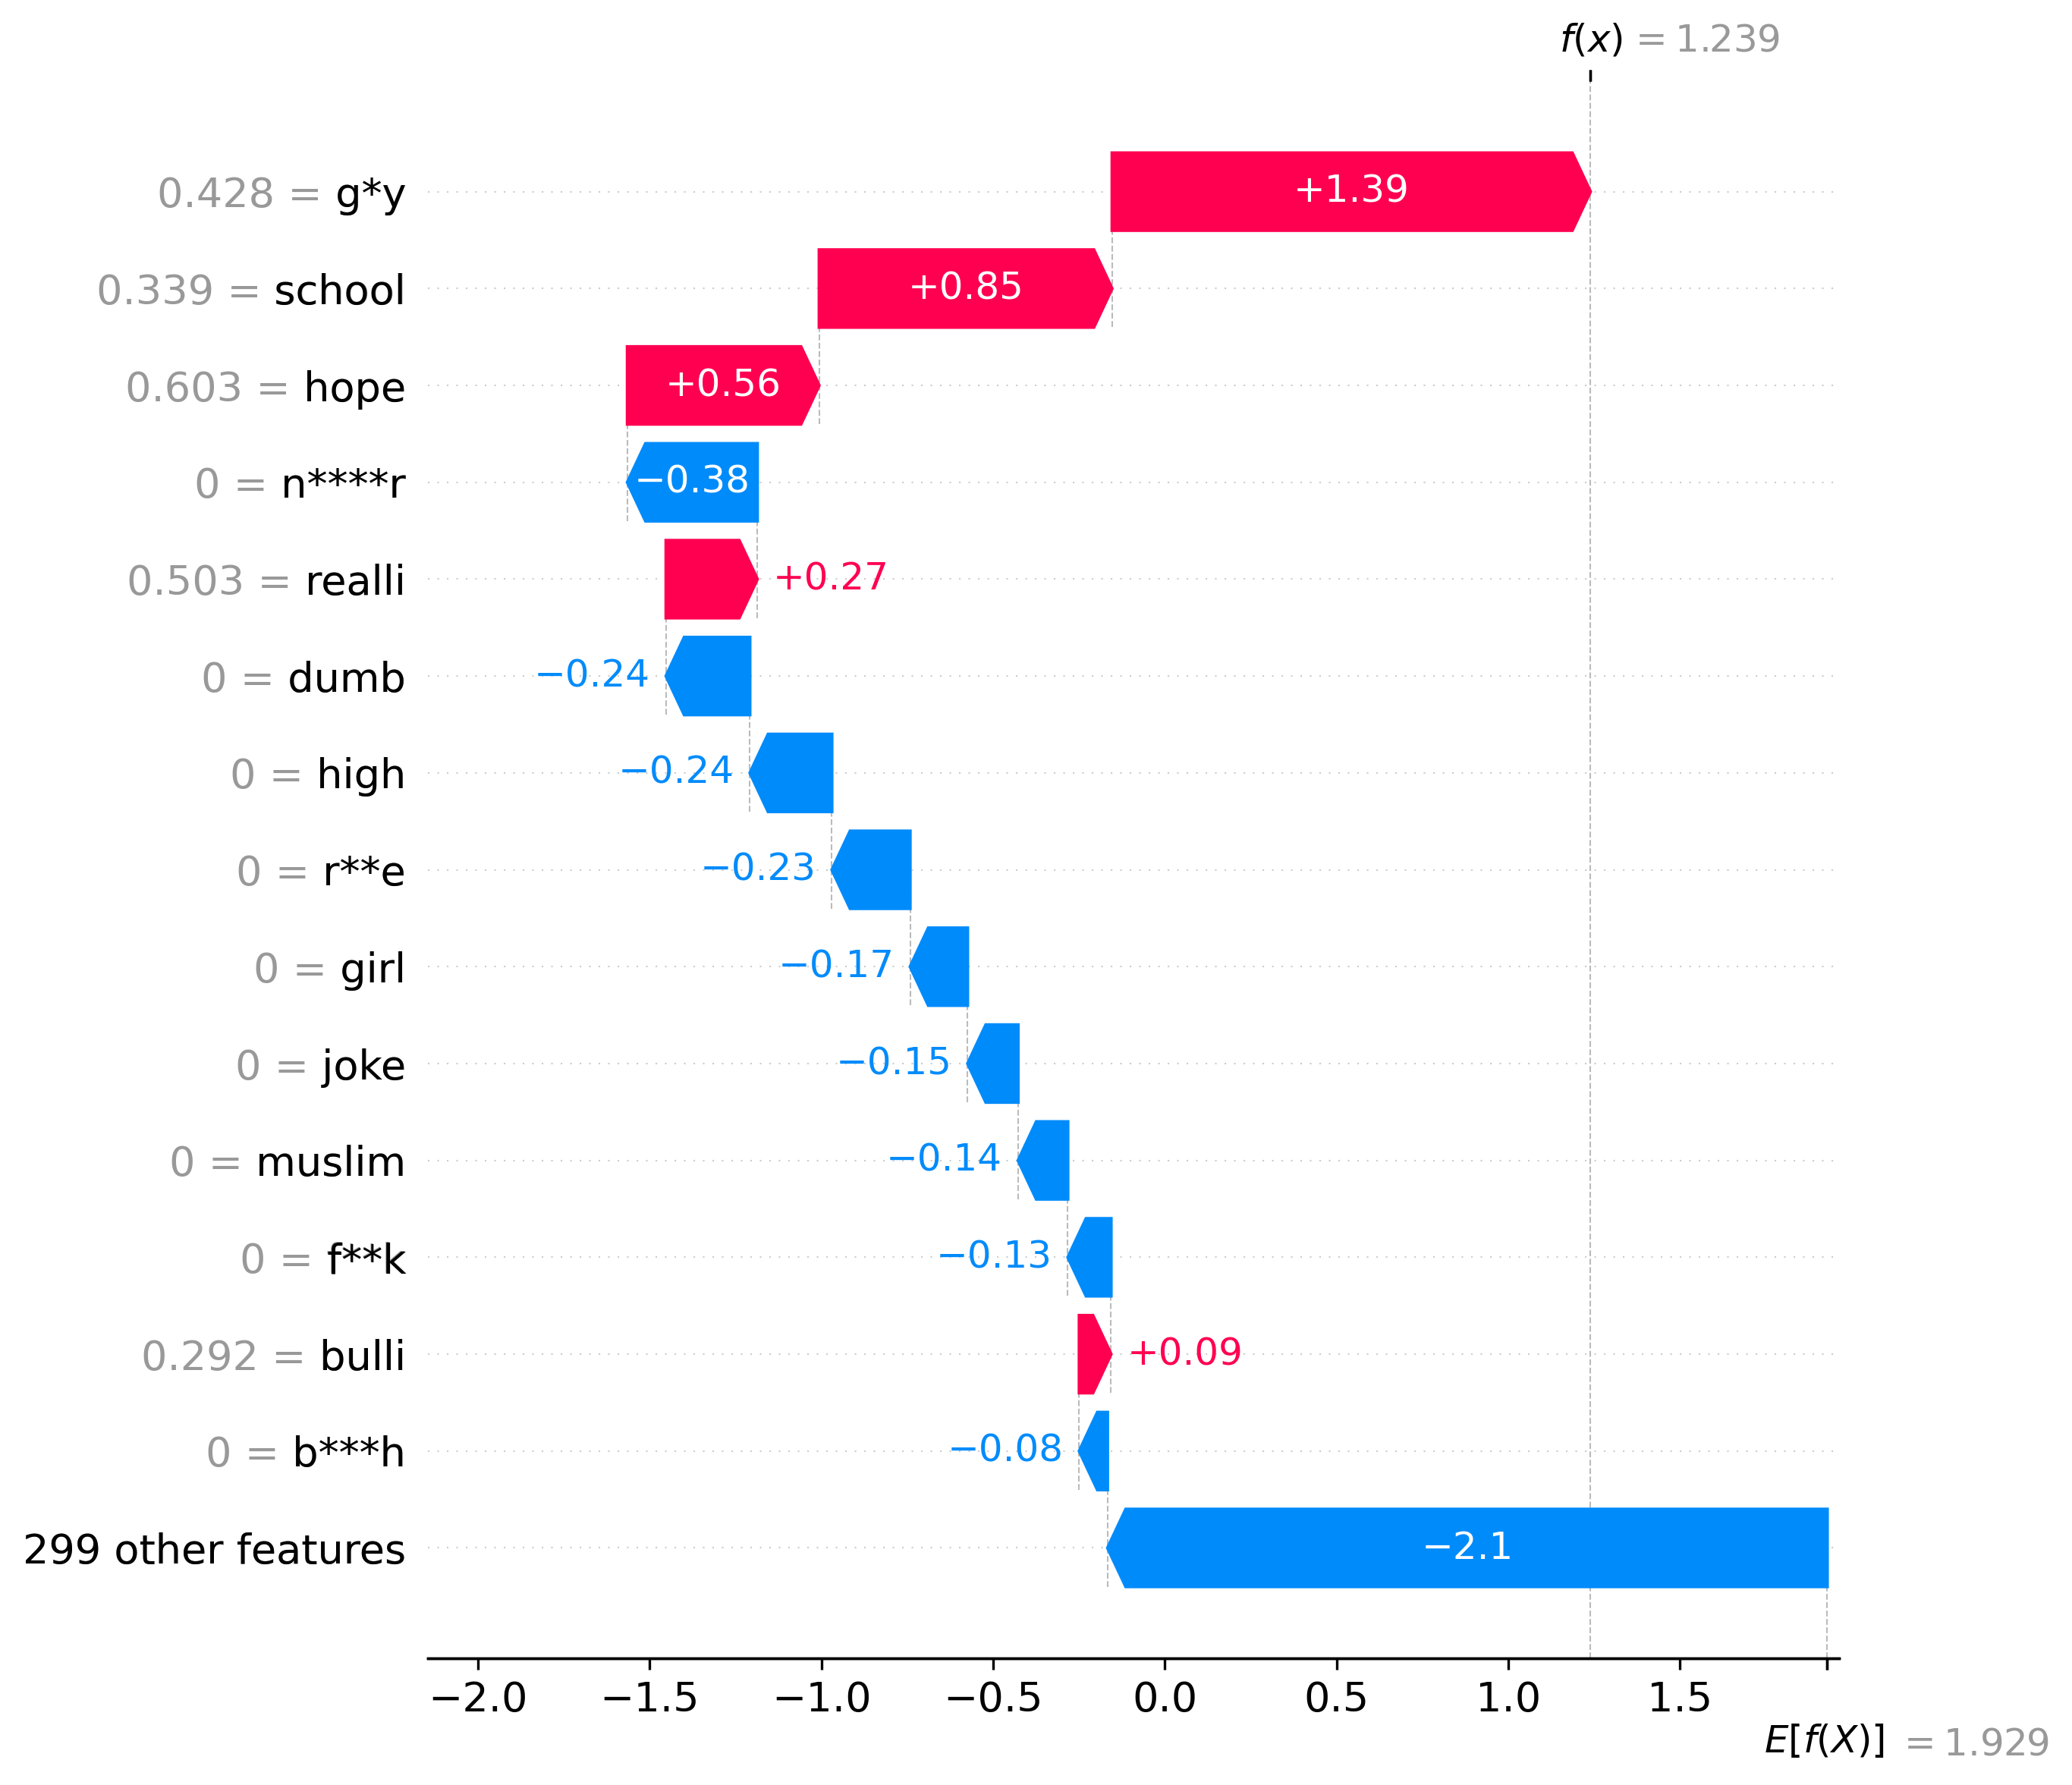 f(x) = 1.239
0.428 = g*y +1.39
0.339 = school +0.85
0.603 = hope +0.56
0 = n****r −0.38
0.503 = realli +0.27
0 = dumb −0.24
0 = high −0.24
0 = r**e −0.23
0 = girl −0.17
0 = joke −0.15
0 = muslim −0.14
0 = f**k −0.13
0.292 = bulli +0.09
0 = b***h −0.08
299 other features −2.1
−2.0 −1.5 −1.0 −0.5 0.0 0.5 1.0 1.5
E[f(X)] = 1.929